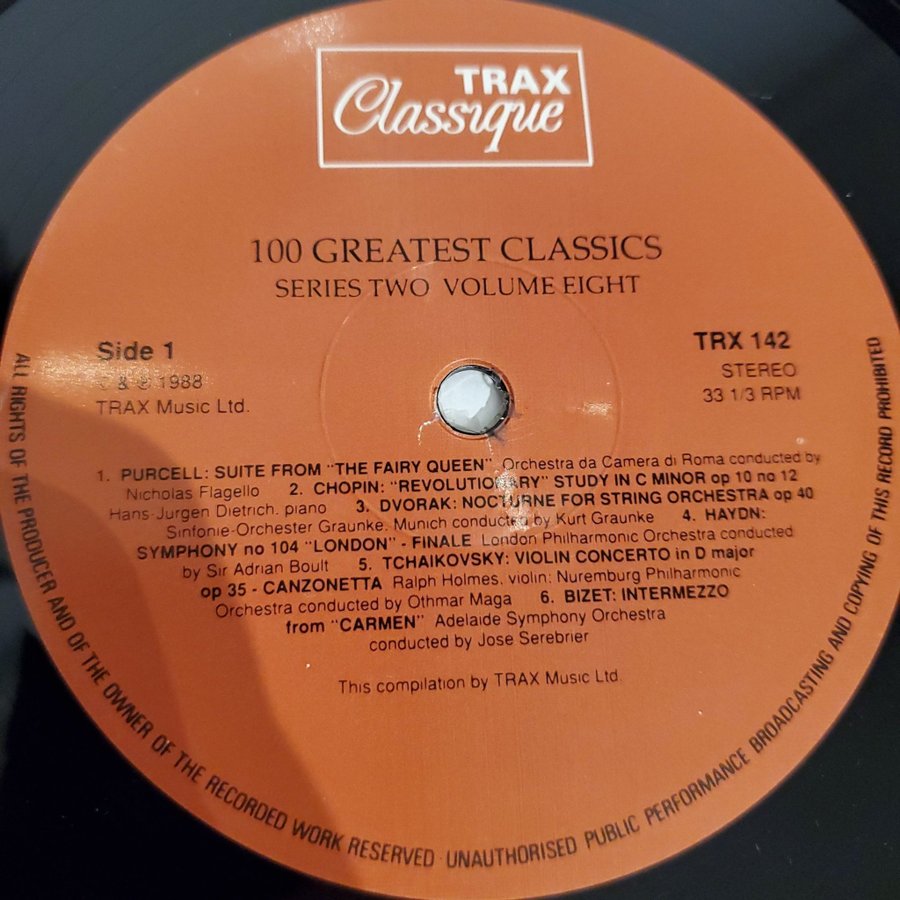 TRAX
Classique
100 GREATEST CLASSICS
SERIES TWO VOLUME EIGHT
Side 1
© & ℗ 1988
TRAX Music Ltd.
TRX 142
STEREO
33 1/3 RPM
1. PURCELL: SUITE FROM "THE FAIRY QUEEN" Orchestra da Camera di Roma conducted by
Nicholas Flagello 2. CHOPIN: "REVOLUTIONARY" STUDY IN C MINOR op 10 no 12
Hans-Jurgen Dietrich, piano 3. DVORAK: NOCTURNE FOR STRING ORCHESTRA op 40
Sinfonie-Orchester Graunke, Munich conducted by Kurt Graunke 4. HAYDN:
SYMPHONY no 104 "LONDON" - FINALE London Philharmonic Orchestra conducted
by Sir Adrian Boult 5. TCHAIKOVSKY: VIOLIN CONCERTO in D major
op 35 - CANZONETTA Ralph Holmes, violin: Nuremburg Philharmonic
Orchestra conducted by Othmar Maga 6. BIZET: INTERMEZZO
from "CARMEN" Adelaide Symphony Orchestra
conducted by Jose Serebrier
This compilation by TRAX Music Ltd.
ALL RIGHTS OF THE PRODUCER AND OF THE OWNER OF THE RECORDED WORK RESERVED · UNAUTHORISED PUBLIC PERFORMANCE BROADCASTING AND COPYING OF THIS RECORD PROHIBITED